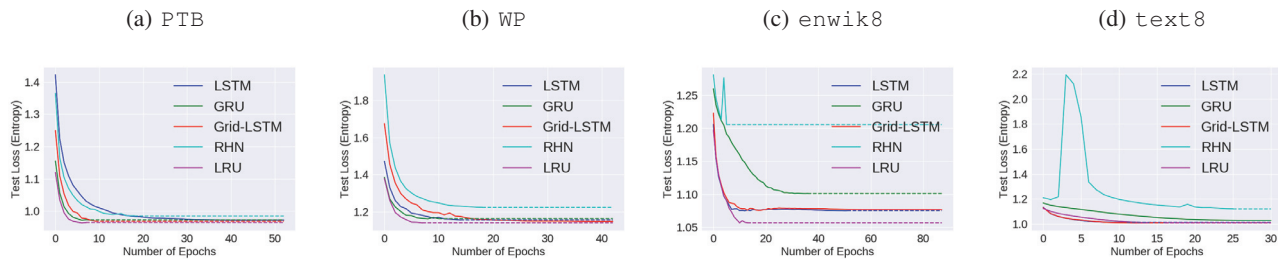 (a) PTB
(b) WP
(c) enwik8
(d) text8
Test Loss (Entropy)
1.4
1.3
1.2
1.1
1.0
LSTM
GRU
Grid-LSTM
RHN
LRU
0 10 20 30 40 50
Number of Epochs
Test Loss (Entropy)
1.8
1.6
1.4
1.2
LSTM
GRU
Grid-LSTM
RHN
LRU
0 10 20 30 40
Number of Epochs
Test Loss (Entropy)
1.25
1.20
1.15
1.10
1.05
LSTM
GRU
Grid-LSTM
RHN
LRU
0 20 40 60 80
Number of Epochs
Test Loss (Entropy)
2.2
2.0
1.8
1.6
1.4
1.2
1.0
LSTM
GRU
Grid-LSTM
RHN
LRU
0 5 10 15 20 25 30
Number of Epochs